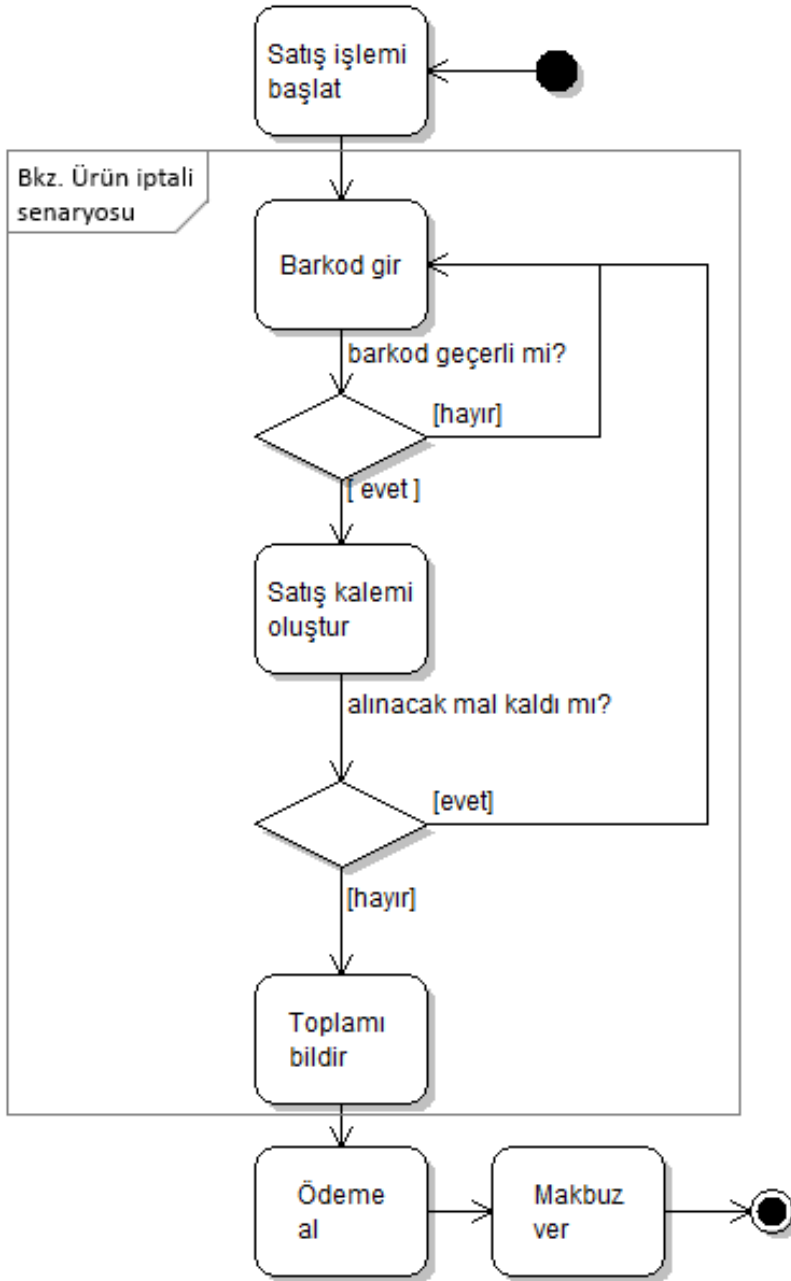 Satış işlemi
başlat
Bkz. Ürün iptali
senaryosu
Barkod gir
barkod geçerli mi?
[hayır]
[ evet ]
Satış kalemi
oluştur
alınacak mal kaldı mı?
[evet]
[hayır]
Toplamı
bildir
Ödeme
al
Makbuz
ver